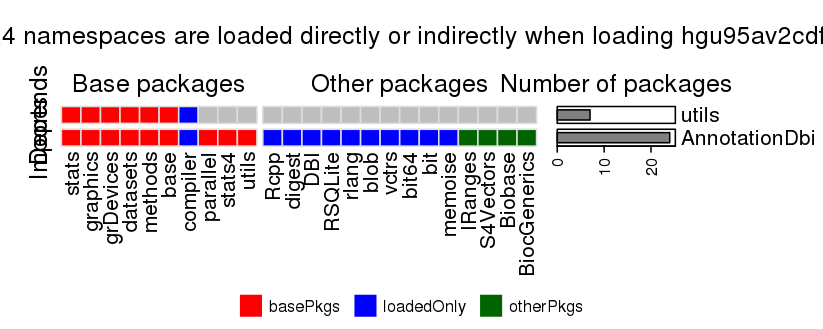 4 namespaces are loaded directly or indirectly when loading hgu95av2cdf
Base packages
Other packages
Number of packages
Depends
Imports
utils
AnnotationDbi
0
10
20
stats
graphics
grDevices
datasets
methods
base
compiler
parallel
stats4
utils
Rcpp
digest
DBI
RSQLite
rlang
blob
vctrs
bit64
bit
memoise
IRanges
S4Vectors
Biobase
BiocGenerics
basePkgs
loadedOnly
otherPkgs